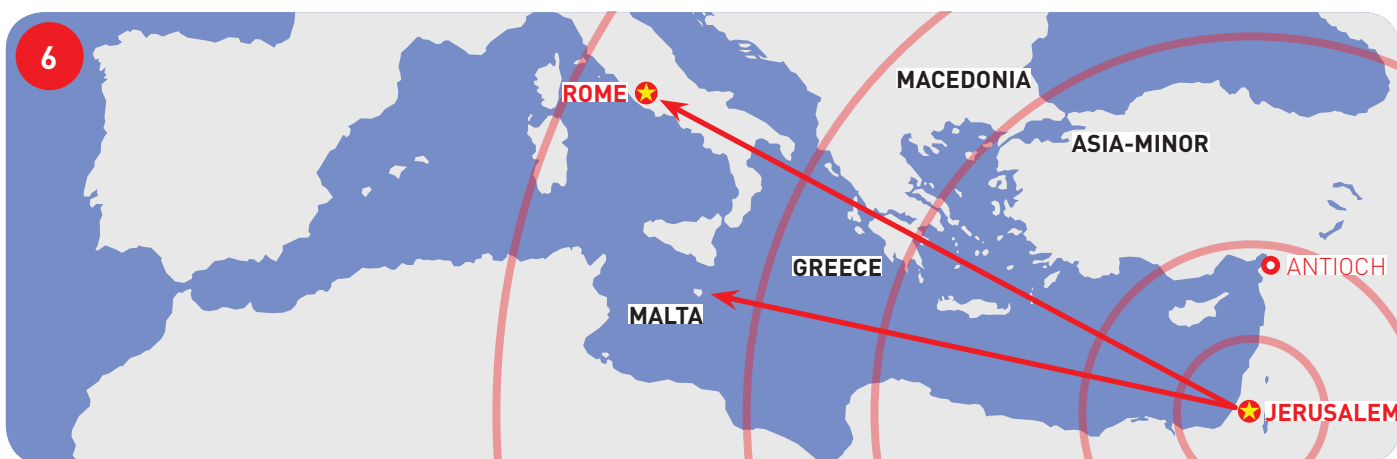 6
MACEDONIA
ROME
ASIA-MINOR
GREECE
ANTIOCH
MALTA
JERUSALEM